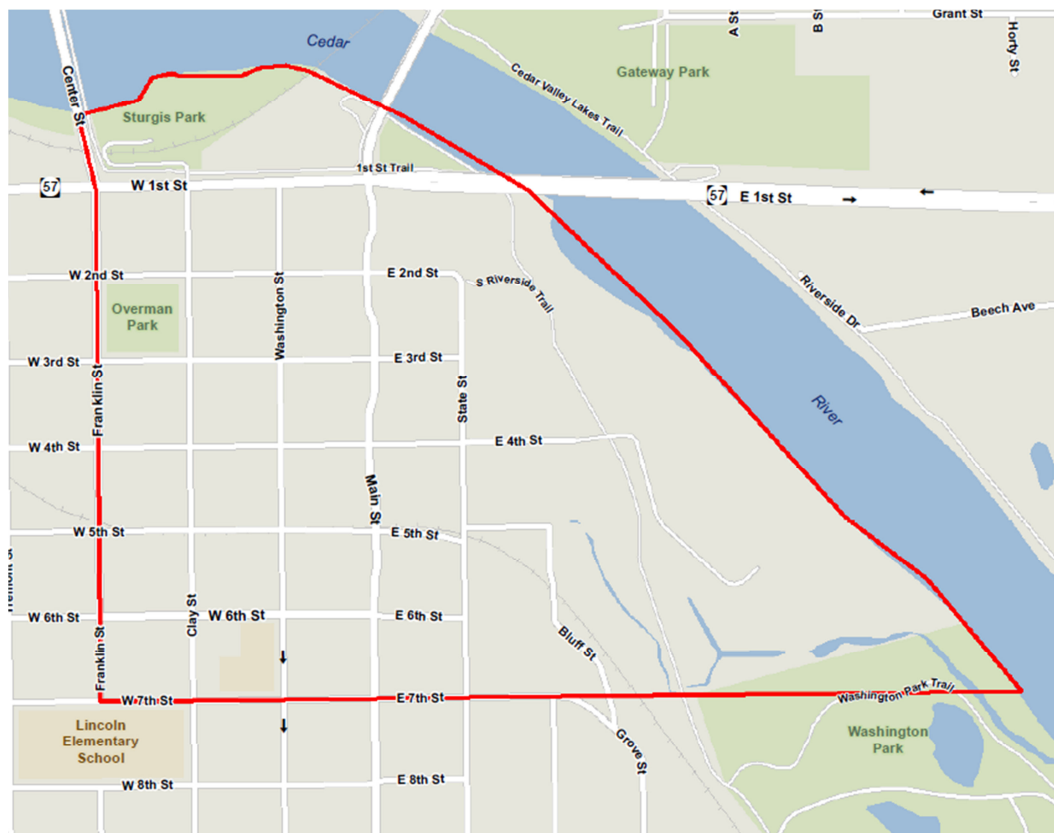 Grant St
A St
B St
Horty St
Cedar
Center St
Gateway Park
Cedar Valley Lakes Trail
Sturgis Park
1st St Trail
57
W 1st St
57
E 1st St
W 2nd St
E 2nd St
S Riverside Trail
Washington St
Overman
Park
Riverside Dr
Beech Ave
W 3rd St
E 3rd St
Franklin St
State St
River
W 4th St
E 4th St
Main St
W 5th St
E 5th St
W 6th St
W 6th St
E 6th St
Clay St
Bluff St
Franklin St
W 7th St
E 7th St
Washington Park Trail
Lincoln
Elementary
School
Grove St
Washington
Park
W 8th St
E 8th St